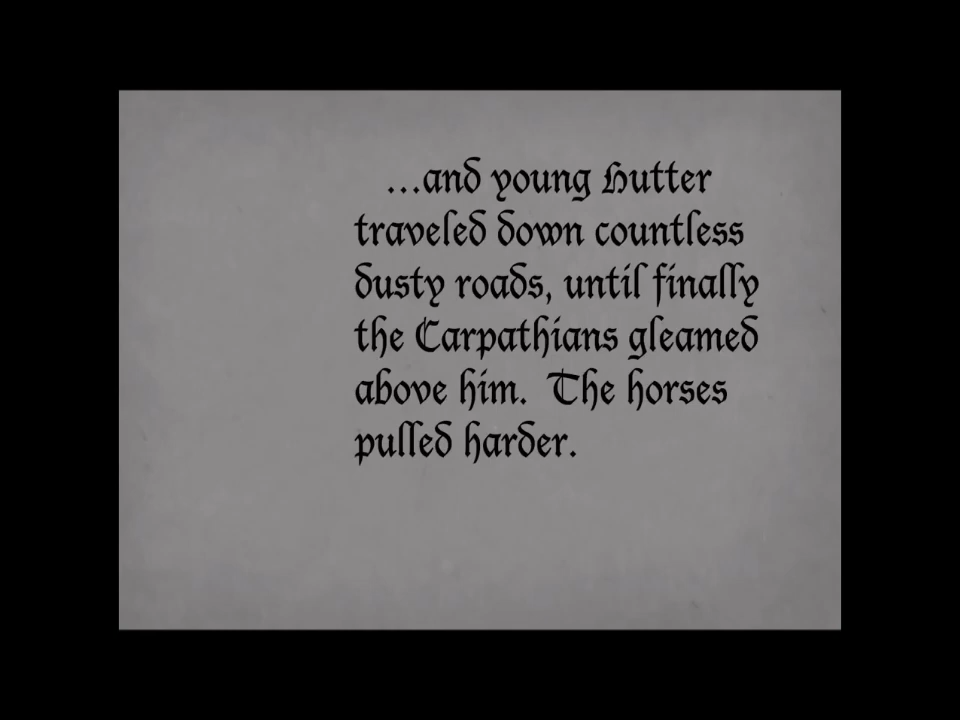 ...and young Hutter
traveled down countless
dusty roads, until finally
the Carpathians gleamed
above him.  The horses
pulled harder.